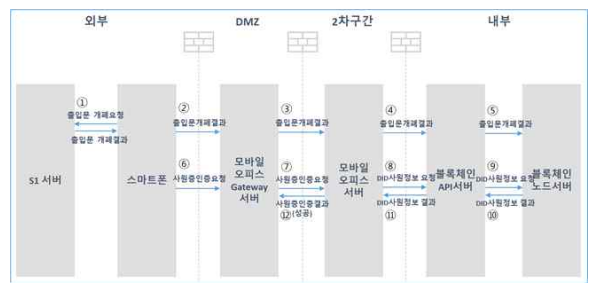 외부 DMZ 2차구간 내부
① ② ③ ④ ⑤
출입문 개폐요청 출입문개폐결과 출입문개폐결과 출입문개폐결과 출입문개폐결과
출입문 개폐결과
⑥ ⑦ ⑧ ⑨
사원증인증요청 사원증인증요청 DID사원정보 요청 DID사원정보 요청
사원증인증결과 DID사원정보 결과 DID사원정보 결과
⑫(성공) ⑪ ⑩
S1 서버
스마트폰
모바일
오피스
Gateway
서버
모바일
오피스
서버
블록체인
API서버
블록체인
노드서버